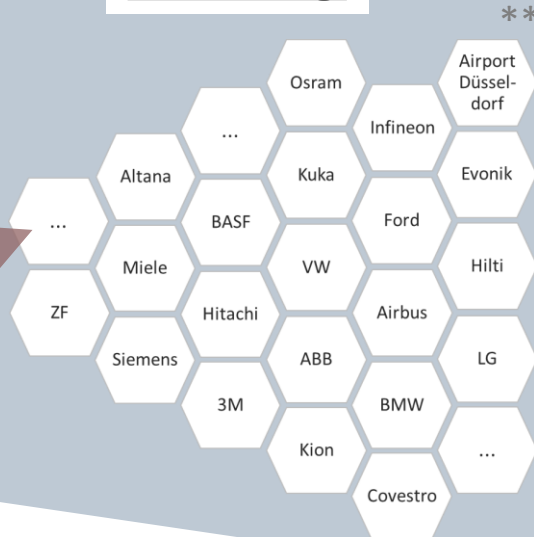 **
Osram
Airport
Düssel-
dorf
...
Infineon
Altana
Kuka
Evonik
...
BASF
Ford
Miele
VW
Hilti
ZF
Hitachi
Airbus
Siemens
ABB
LG
3M
BMW
Kion
...
Covestro